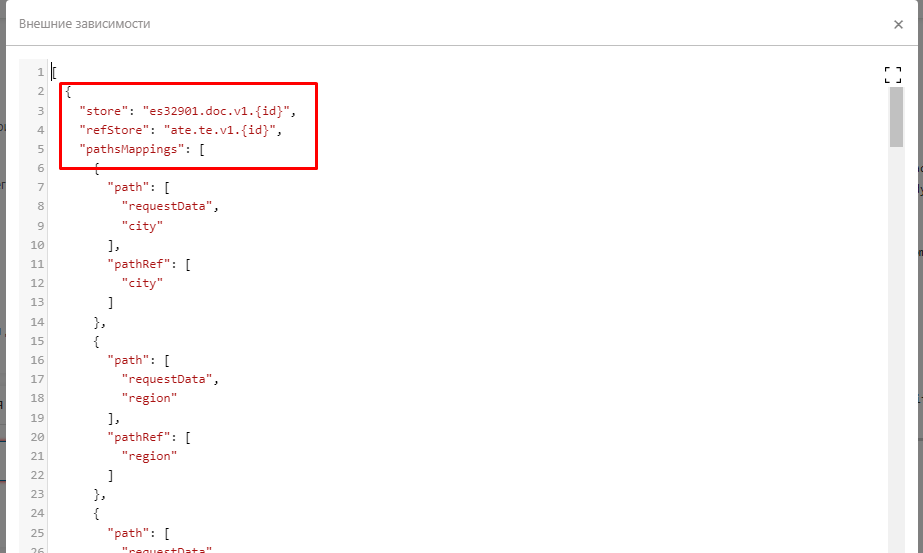 Внешние зависимости
1 [
2 {
3 "store": "es32901.doc.v1.{id}",
4 "refStore": "ate.te.v1.{id}",
5 "pathsMappings": [
6 {
7 "path": [
8 "requestData",
9 "city"
10 ],
11 "pathRef": [
12 "city"
13 ]
14 },
15 {
16 "path": [
17 "requestData",
18 "region"
19 ],
20 "pathRef": [
21 "region"
22 ]
23 },
24 {
25 "path": [
26 "requestData"